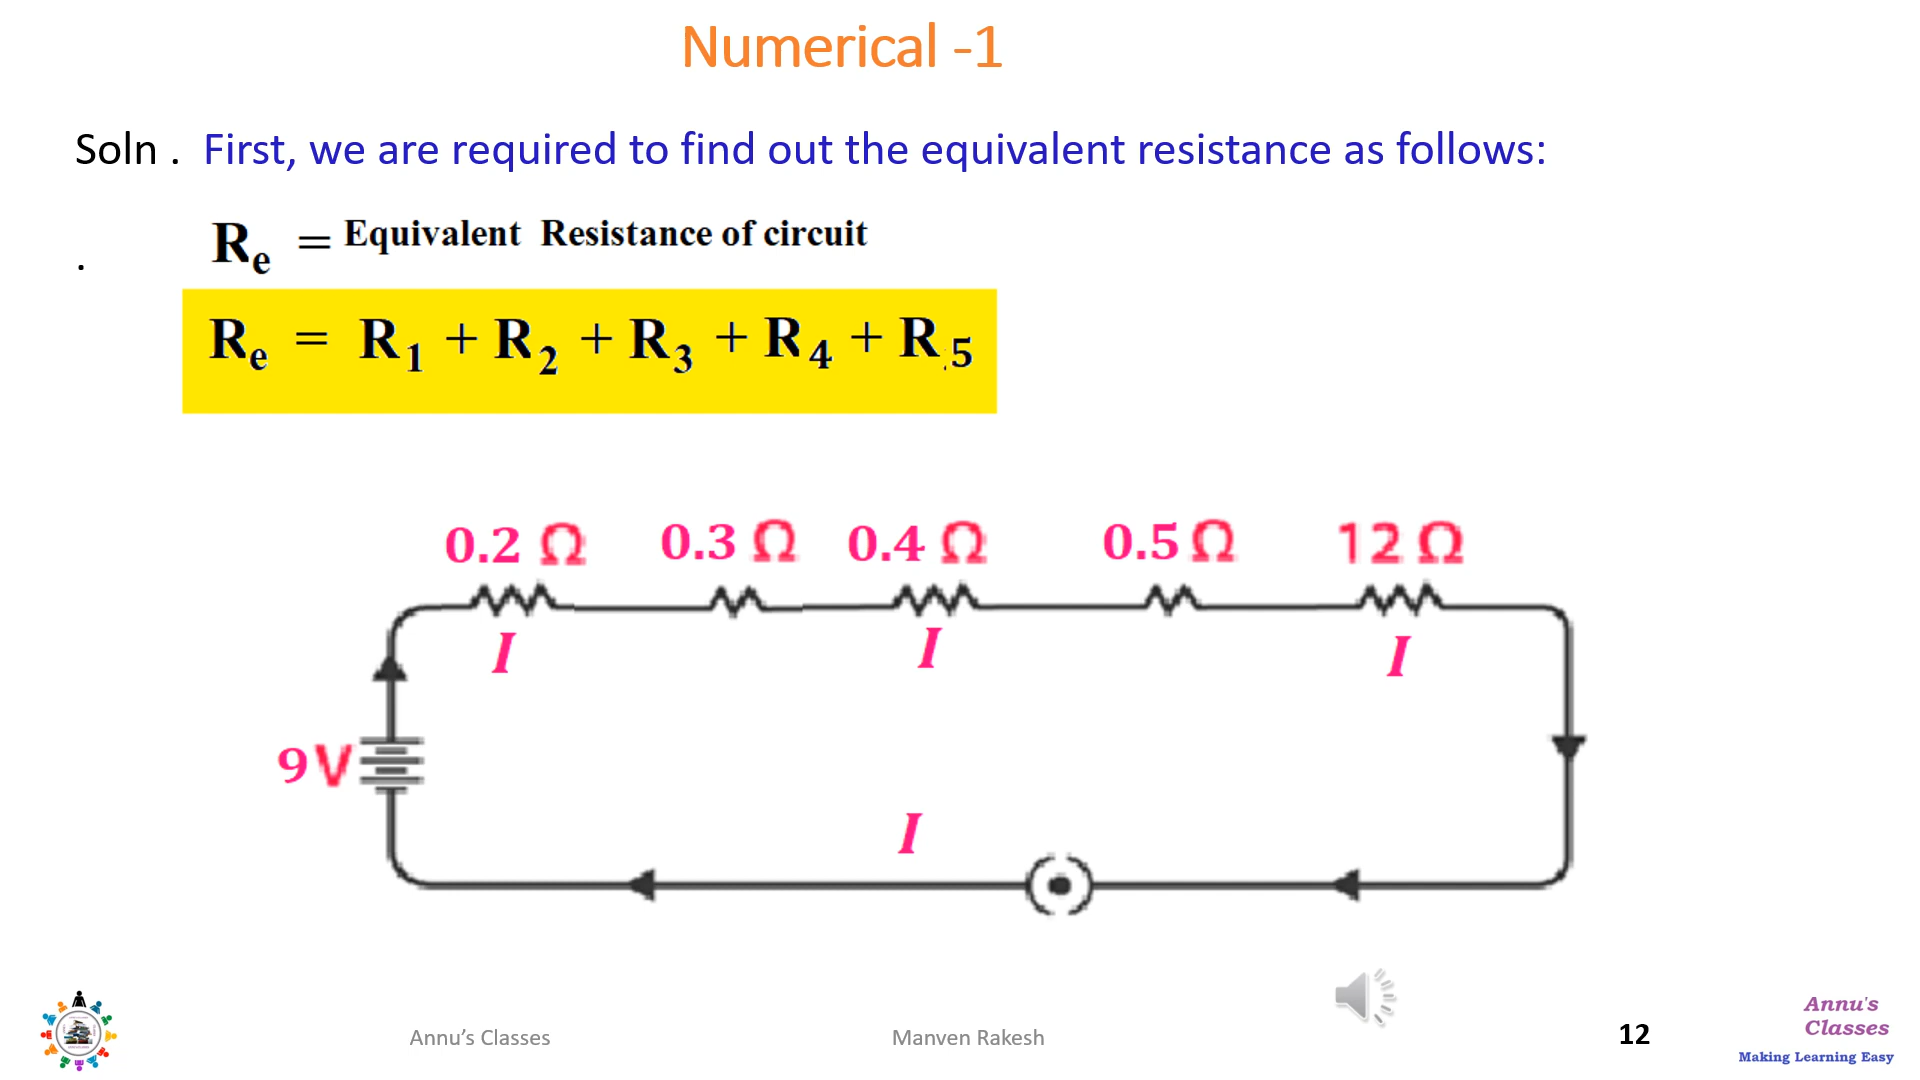 Numerical -1
Soln . First, we are required to find out the equivalent resistance as follows:
Rₑ = Equivalent Resistance of circuit
.
Rₑ = R₁ + R₂ + R₃ + R₄ + R.₅
0.2 Ω 0.3 Ω 0.4 Ω 0.5 Ω 12 Ω
I I I
9V
I
Annu’s Classes Manven Rakesh 12
Annu's
Classes
Making Learning Easy